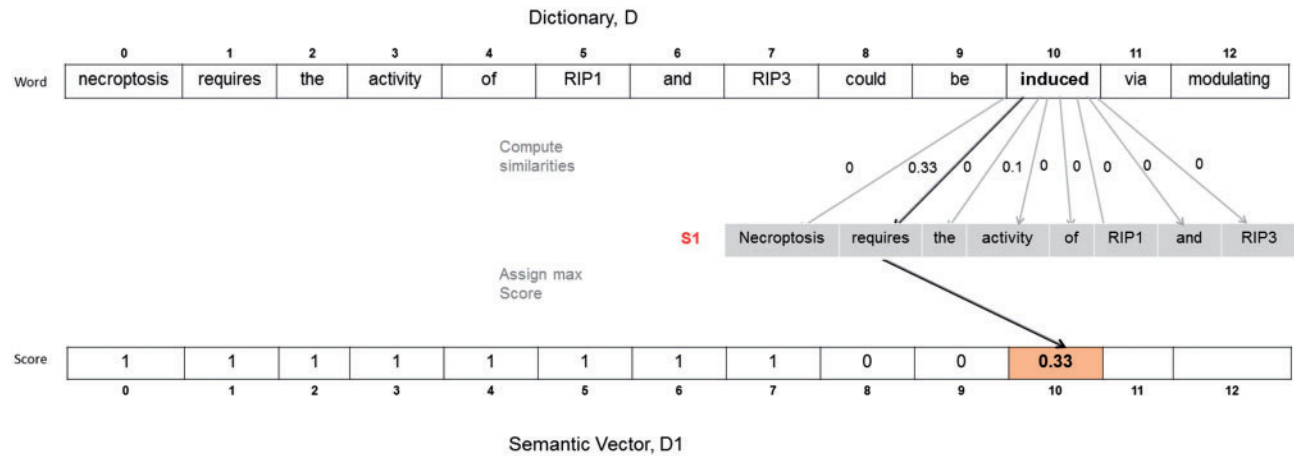 Dictionary, D
0 1 2 3 4 5 6 7 8 9 10 11 12
Word necroptosis requires the activity of RIP1 and RIP3 could be induced via modulating
Compute
similarities
0 0.33 0 0.1 0 0 0 0 0
S1 Necroptosis requires the activity of RIP1 and RIP3
Assign max
Score
Score 1 1 1 1 1 1 1 1 0 0 0.33
0 1 2 3 4 5 6 7 8 9 10 11 12
Semantic Vector, D1